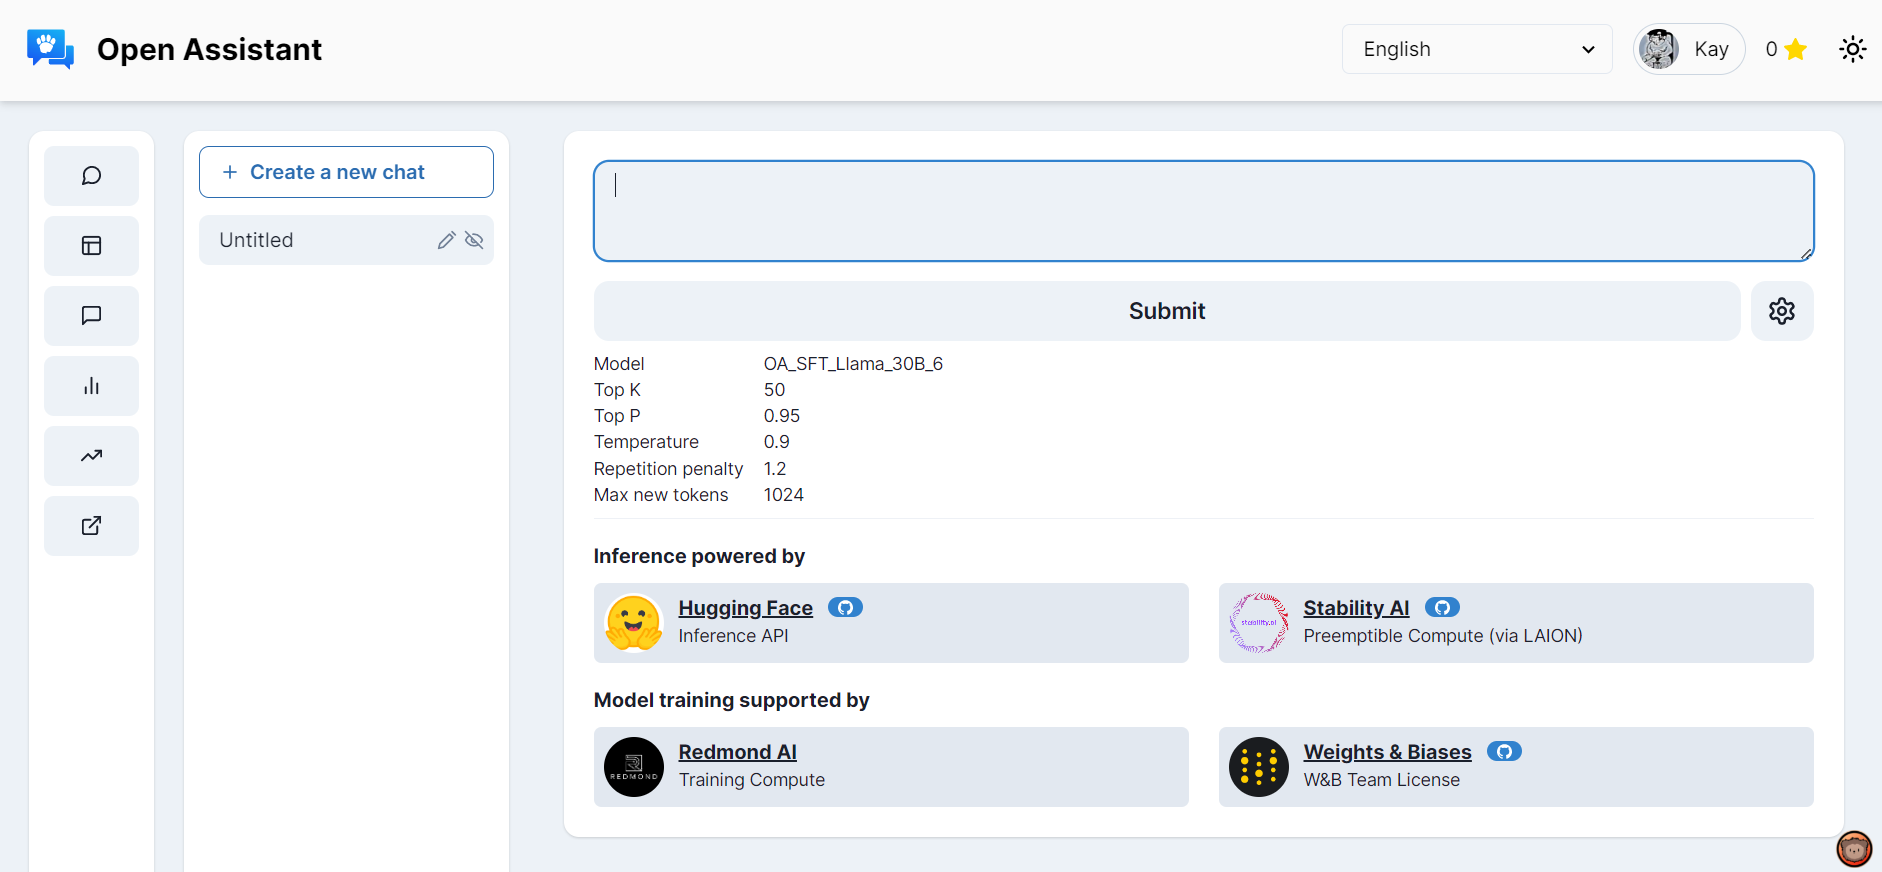 Open Assistant
English
Kay
0
Create a new chat
Untitled
Submit
Model OA_SFT_Llama_30B_6
Top K 50
Top P 0.95
Temperature 0.9
Repetition penalty 1.2
Max new tokens 1024
Inference powered by
Hugging Face
Inference API
stability.ai
Stability AI
Preemptible Compute (via LAION)
Model training supported by
REDMOND
Redmond AI
Training Compute
Weights & Biases
W&B Team License